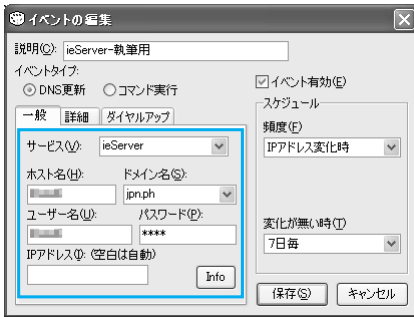 イベントの編集
説明(C): ieServer-執筆用
イベントタイプ:
DNS更新 コマンド実行
イベント有効(E)
一般 詳細 ダイヤルアップ
スケジュール
頻度(F)
サービス(V): ieServer
IPアドレス変化時
ホスト名(H): ドメイン名(S):
jpn.ph
ユーザー名(U): パスワード(P):
変化が無い時(T)
****
7日毎
IPアドレス(I): (空白は自動)
Info
保存(S) キャンセル